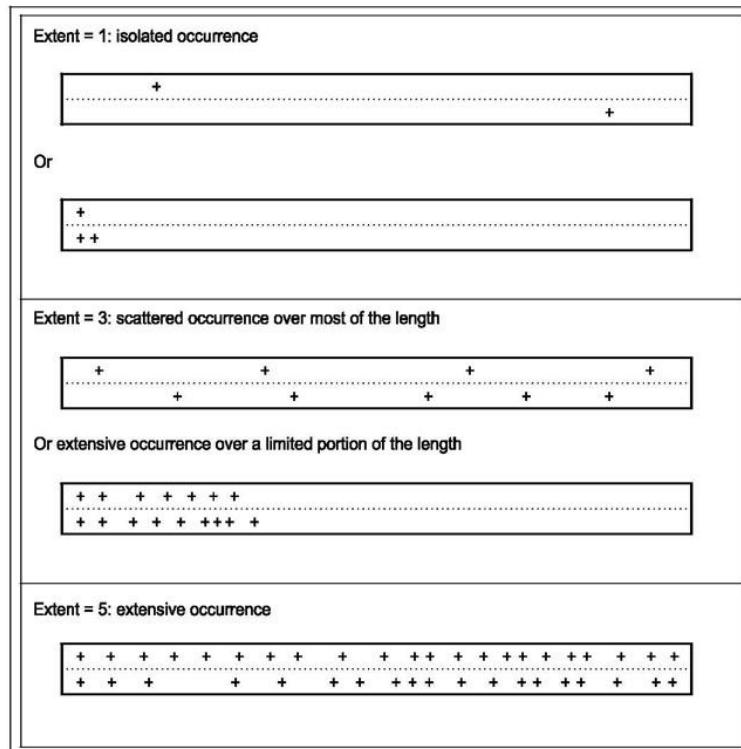 Extent = 1: isolated occurrence
Or
Extent = 3: scattered occurrence over most of the length
Or extensive occurrence over a limited portion of the length
Extent = 5: extensive occurrence